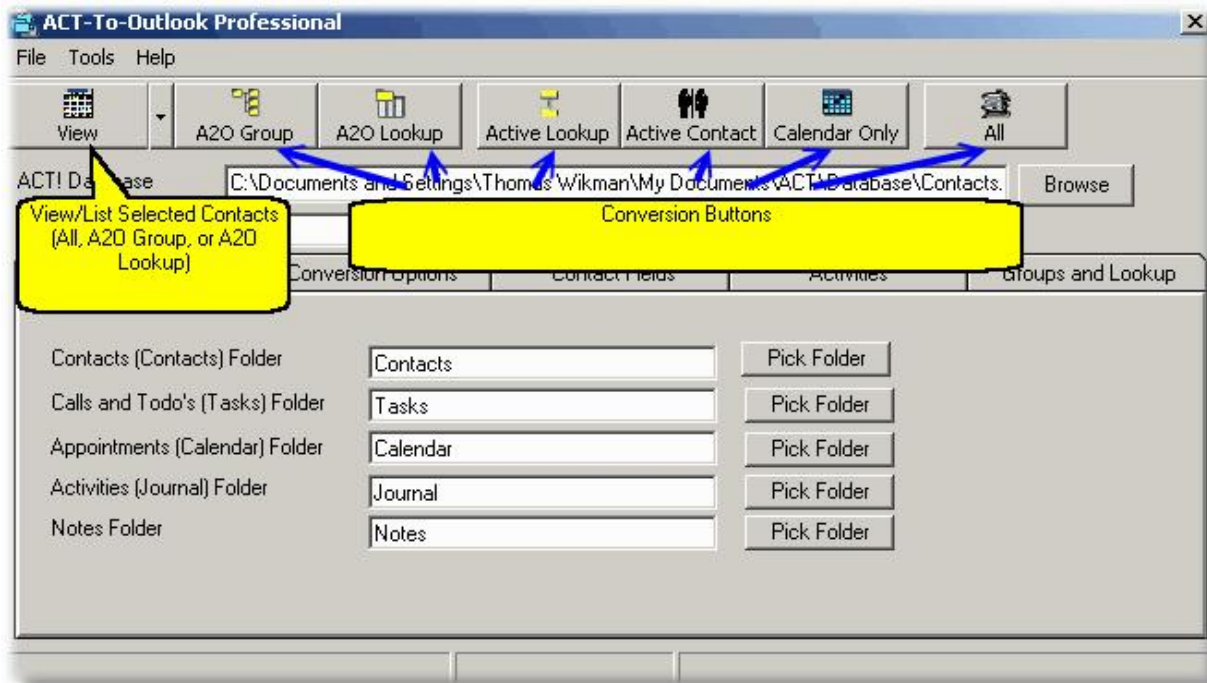 ACT-To-Outlook Professional
File Tools Help
View
A2O Group
A2O Lookup
Active Lookup
Active Contact
Calendar Only
All
ACT! Database
C:\Documents and Settings\Thomas Wikman\My Documents\ACT\Database\Contacts.
Browse
View/List Selected Contacts
(All, A2O Group, or A2O
Lookup)
Conversion Buttons
Conversion Options
Contact Fields
Activities
Groups and Lookup
Contacts (Contacts) Folder
Contacts
Pick Folder
Calls and Todo's (Tasks) Folder
Tasks
Pick Folder
Appointments (Calendar) Folder
Calendar
Pick Folder
Activities (Journal) Folder
Journal
Pick Folder
Notes Folder
Notes
Pick Folder